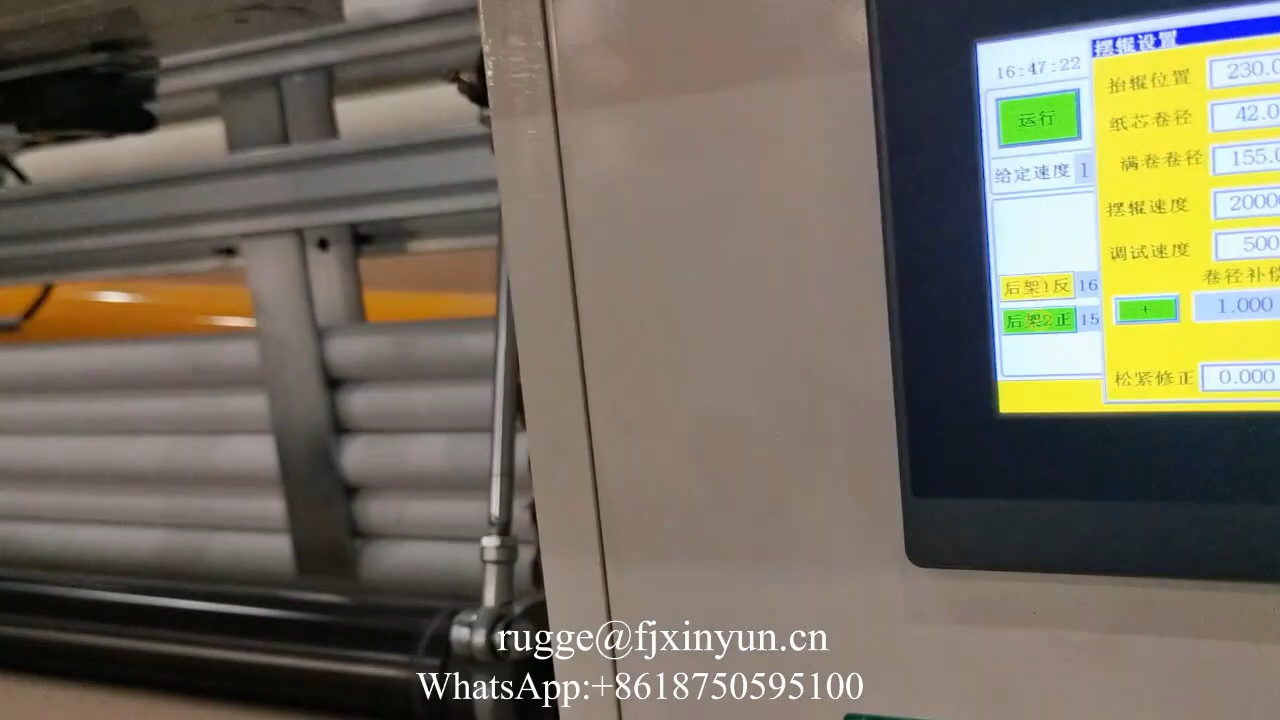 摆辊设置
16:47:22
抬辊位置 230.0
运行
纸芯卷径 42.0
满卷卷径 155.0
给定速度 1
摆辊速度 2000
调试速度 500
卷径补偿
后架1反 16
+ 1.000
后架2正 15
松紧修正 0.000
rugge@fjxinyun.cn
WhatsApp:+8618750595100